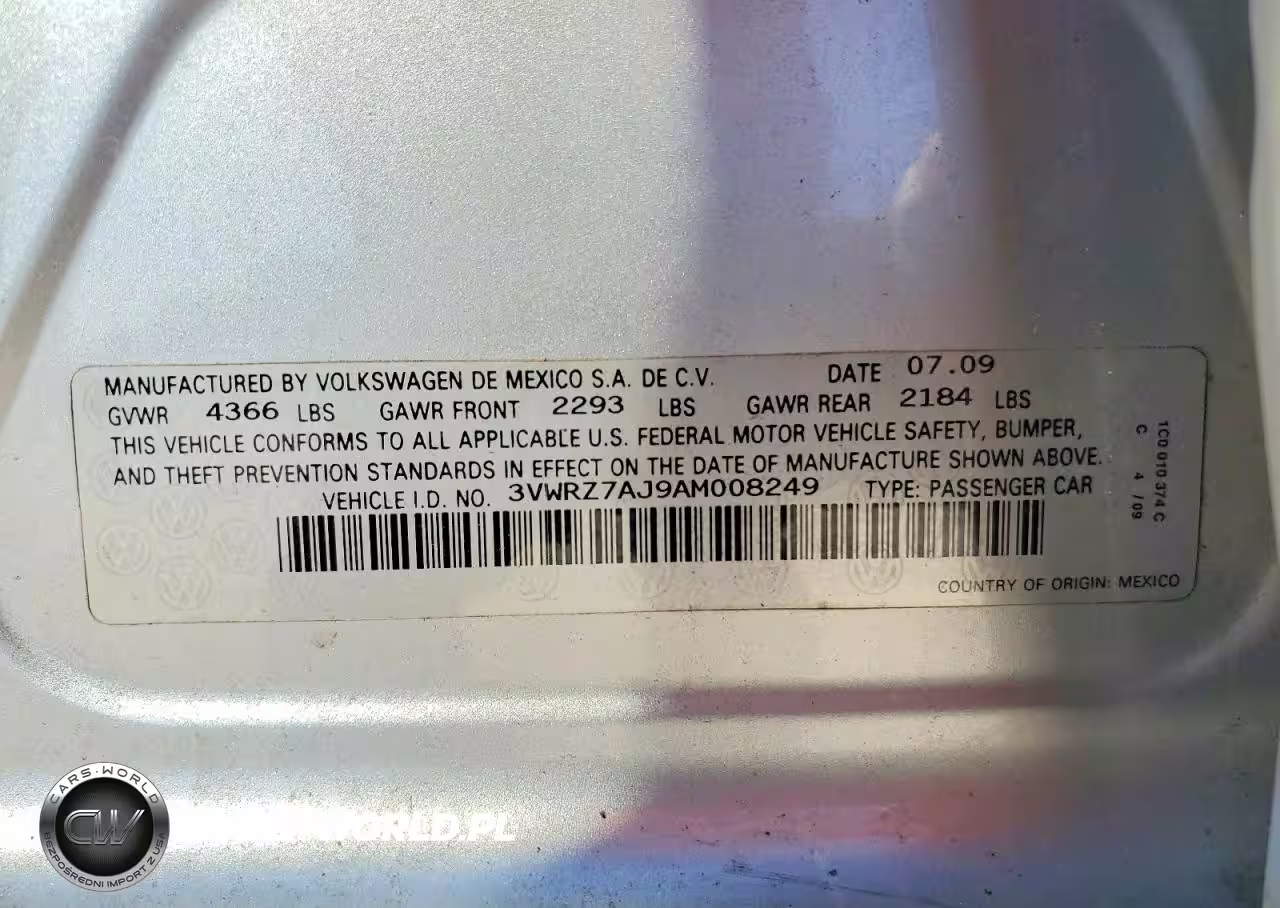 MANUFACTURED BY VOLKSWAGEN DE MEXICO S.A. DE C.V. DATE 07.09
GVWR 4366 LBS GAWR FRONT 2293 LBS GAWR REAR 2184 LBS
THIS VEHICLE CONFORMS TO ALL APPLICABLE U.S. FEDERAL MOTOR VEHICLE SAFETY, BUMPER,
AND THEFT PREVENTION STANDARDS IN EFFECT ON THE DATE OF MANUFACTURE SHOWN ABOVE.
VEHICLE I.D. NO. 3VWRZ7AJ9AM008249 TYPE: PASSENGER CAR
COUNTRY OF ORIGIN: MEXICO
1C0 010 374 C
C 4 /09
CARS-WORLD
CW
BEZPOŚREDNI IMPORT Z USA
WORLD.PL